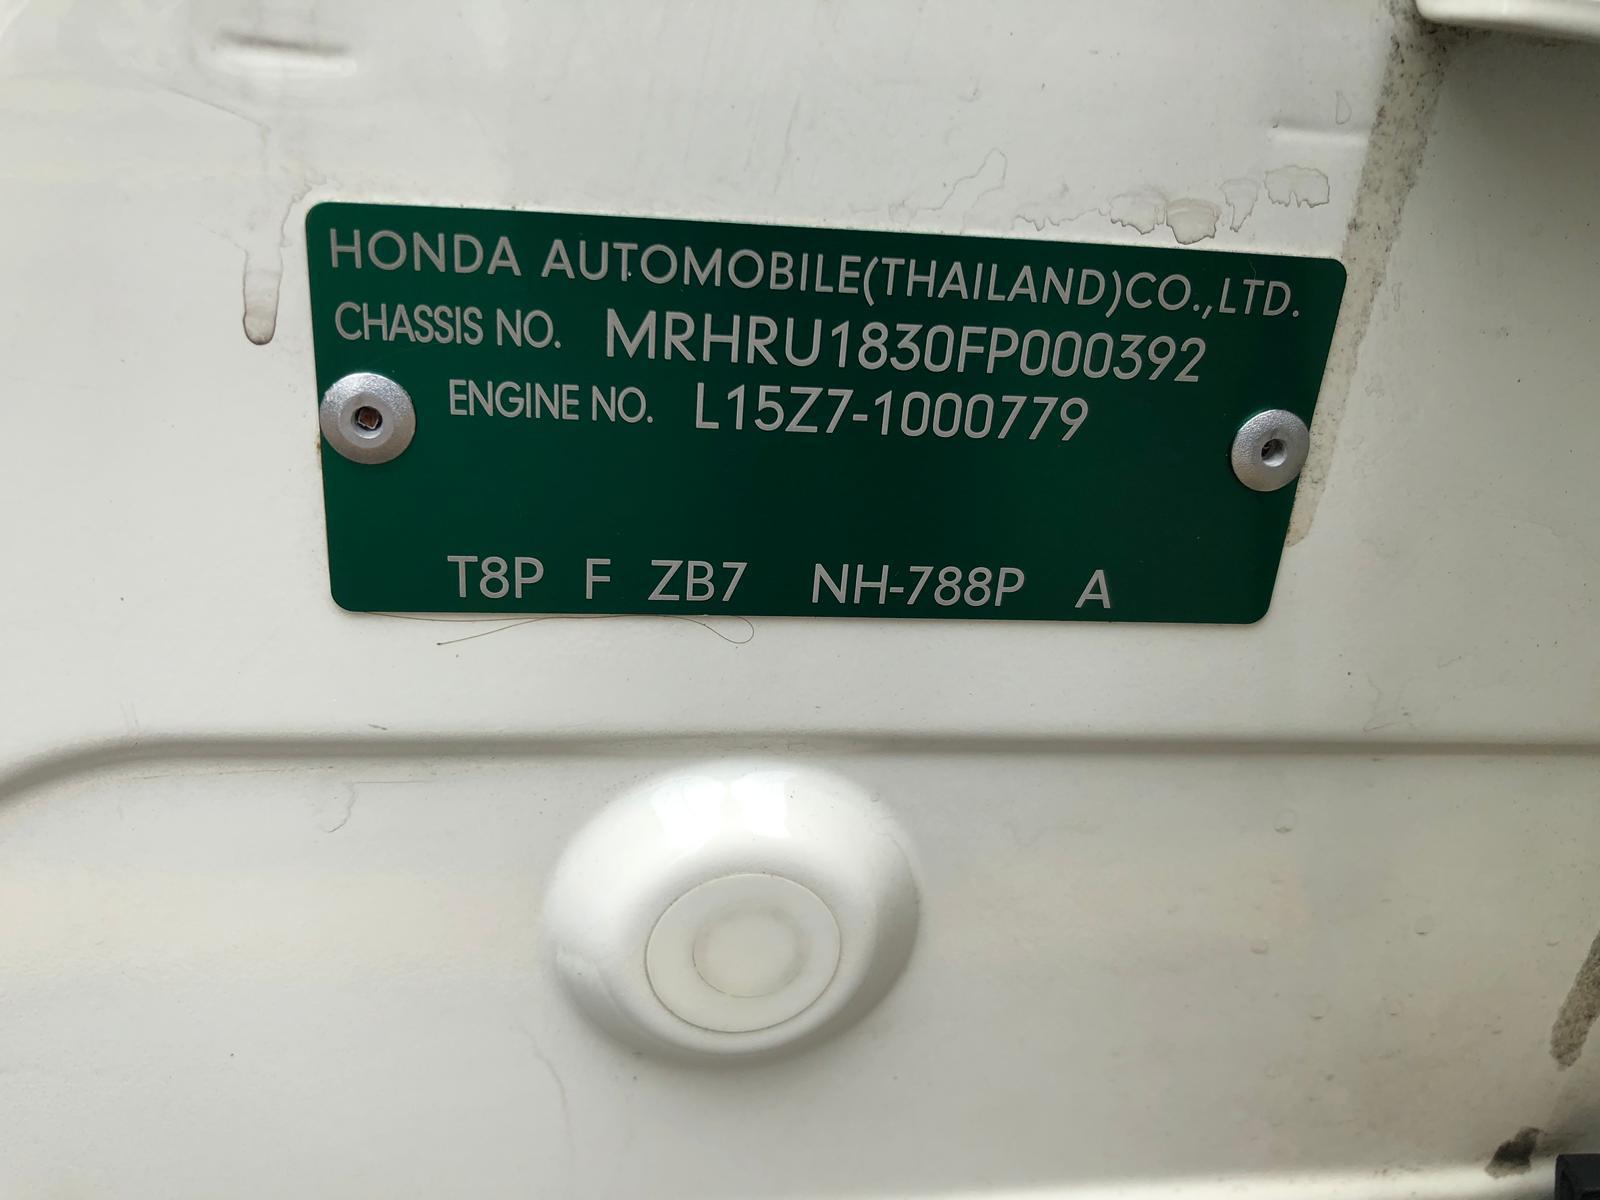 HONDA AUTOMOBILE(THAILAND)CO.,LTD.
CHASSIS NO. MRHRU1830FP000392
ENGINE NO. L15Z7-1000779
T8P F ZB7 NH-788P A